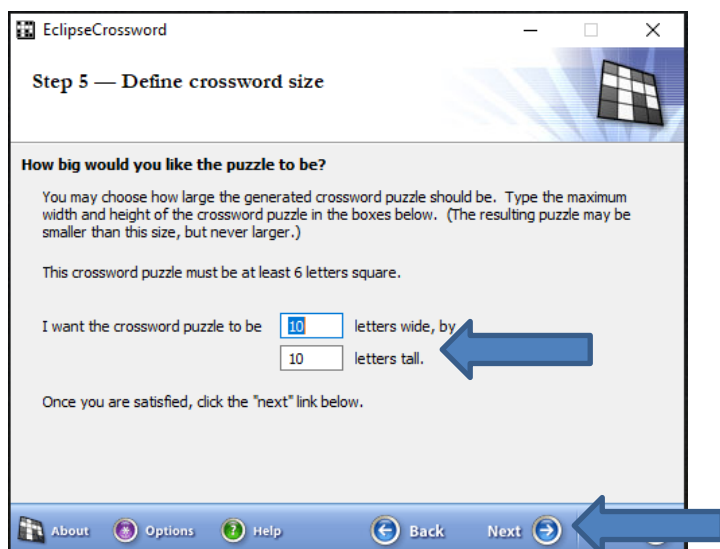 EclipseCrossword
Step 5 — Define crossword size
How big would you like the puzzle to be?
You may choose how large the generated crossword puzzle should be. Type the maximum
width and height of the crossword puzzle in the boxes below. (The resulting puzzle may be
smaller than this size, but never larger.)
This crossword puzzle must be at least 6 letters square.
I want the crossword puzzle to be 10 letters wide, by
10 letters tall.
Once you are satisfied, click the "next" link below.
About Options Help Back Next